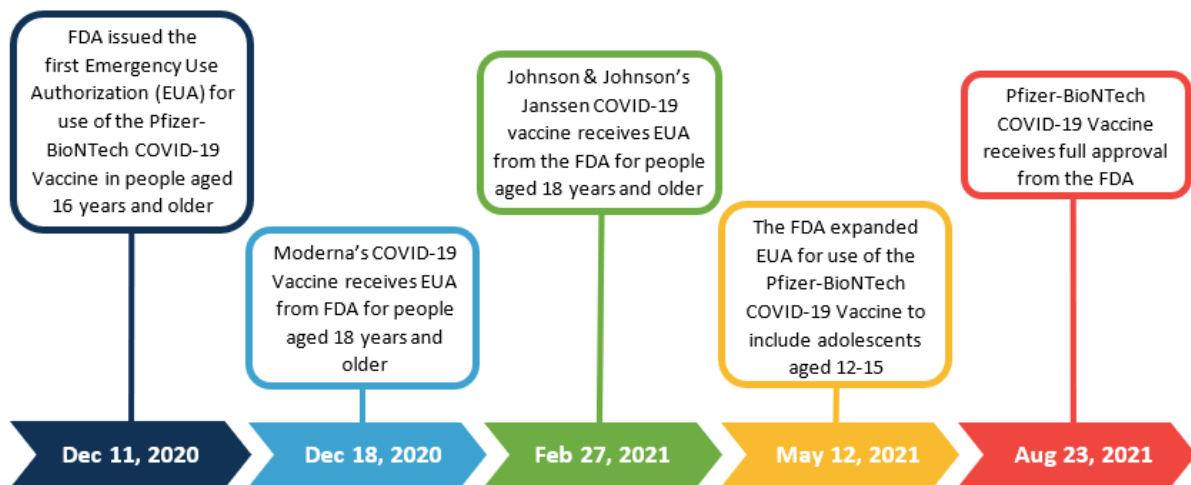 FDA issued the
first Emergency Use
Authorization (EUA) for
use of the Pfizer-
BioNTech COVID-19
Vaccine in people aged
16 years and older
Moderna's COVID-19
Vaccine receives EUA
from FDA for people
aged 18 years and
older
Johnson & Johnson's
Janssen COVID-19
vaccine receives EUA
from the FDA for people
aged 18 years and older
The FDA expanded
EUA for use of the
Pfizer-BioNTech
COVID-19 Vaccine to
include adolescents
aged 12-15
Pfizer-BioNTech
COVID-19 Vaccine
receives full approval
from the FDA
Dec 11, 2020
Dec 18, 2020
Feb 27, 2021
May 12, 2021
Aug 23, 2021